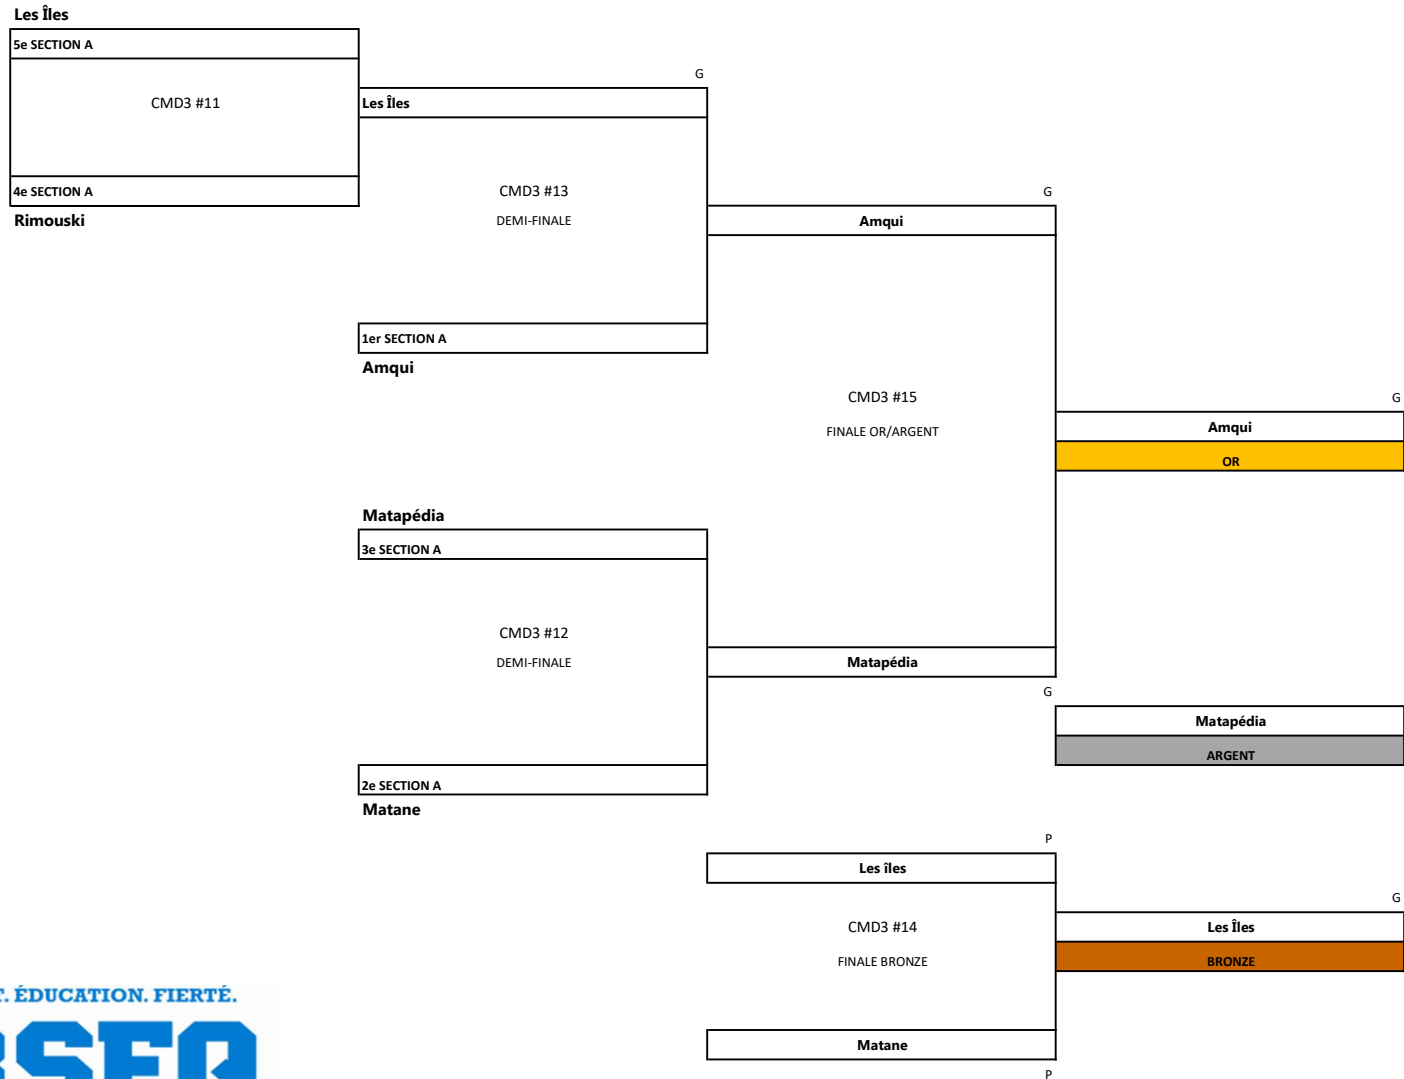 Les Îles
5e SECTION A
G
CMD3 #11
Les Îles
4e SECTION A
CMD3 #13
G
Rimouski
DEMI-FINALE
Amqui
1er SECTION A
Amqui
CMD3 #15
G
FINALE OR/ARGENT
Amqui
OR
Matapédia
3e SECTION A
CMD3 #12
DEMI-FINALE
Matapédia
G
Matapédia
ARGENT
2e SECTION A
Matane
P
Les îles
G
CMD3 #14
Les Îles
FINALE BRONZE
BRONZE
T. ÉDUCATION. FIERTÉ.
RSEQ
Matane
P